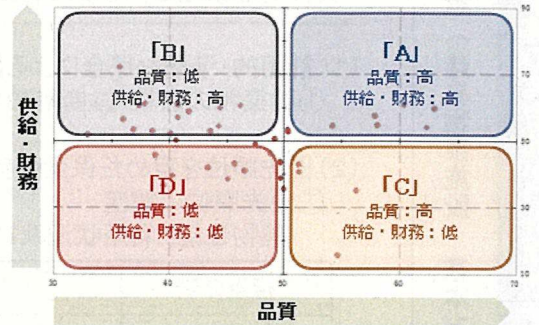 供給・財務
「B」
品質：低
供給・財務：高
「A」
品質：高
供給・財務：高
「D」
品質：低
供給・財務：低
「C」
品質：高
供給・財務：低
90
70
50
30
10
30
40
50
60
70
品質